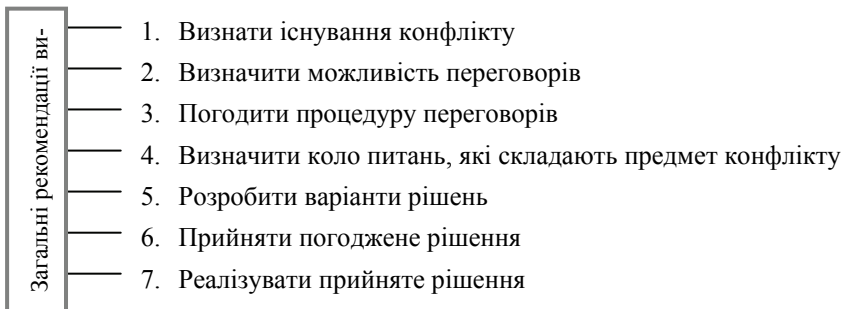 Загальні рекомендації ви-
1. Визнати існування конфлікту
2. Визначити можливість переговорів
3. Погодити процедуру переговорів
4. Визначити коло питань, які складають предмет конфлікту
5. Розробити варіанти рішень
6. Прийняти погоджене рішення
7. Реалізувати прийняте рішення